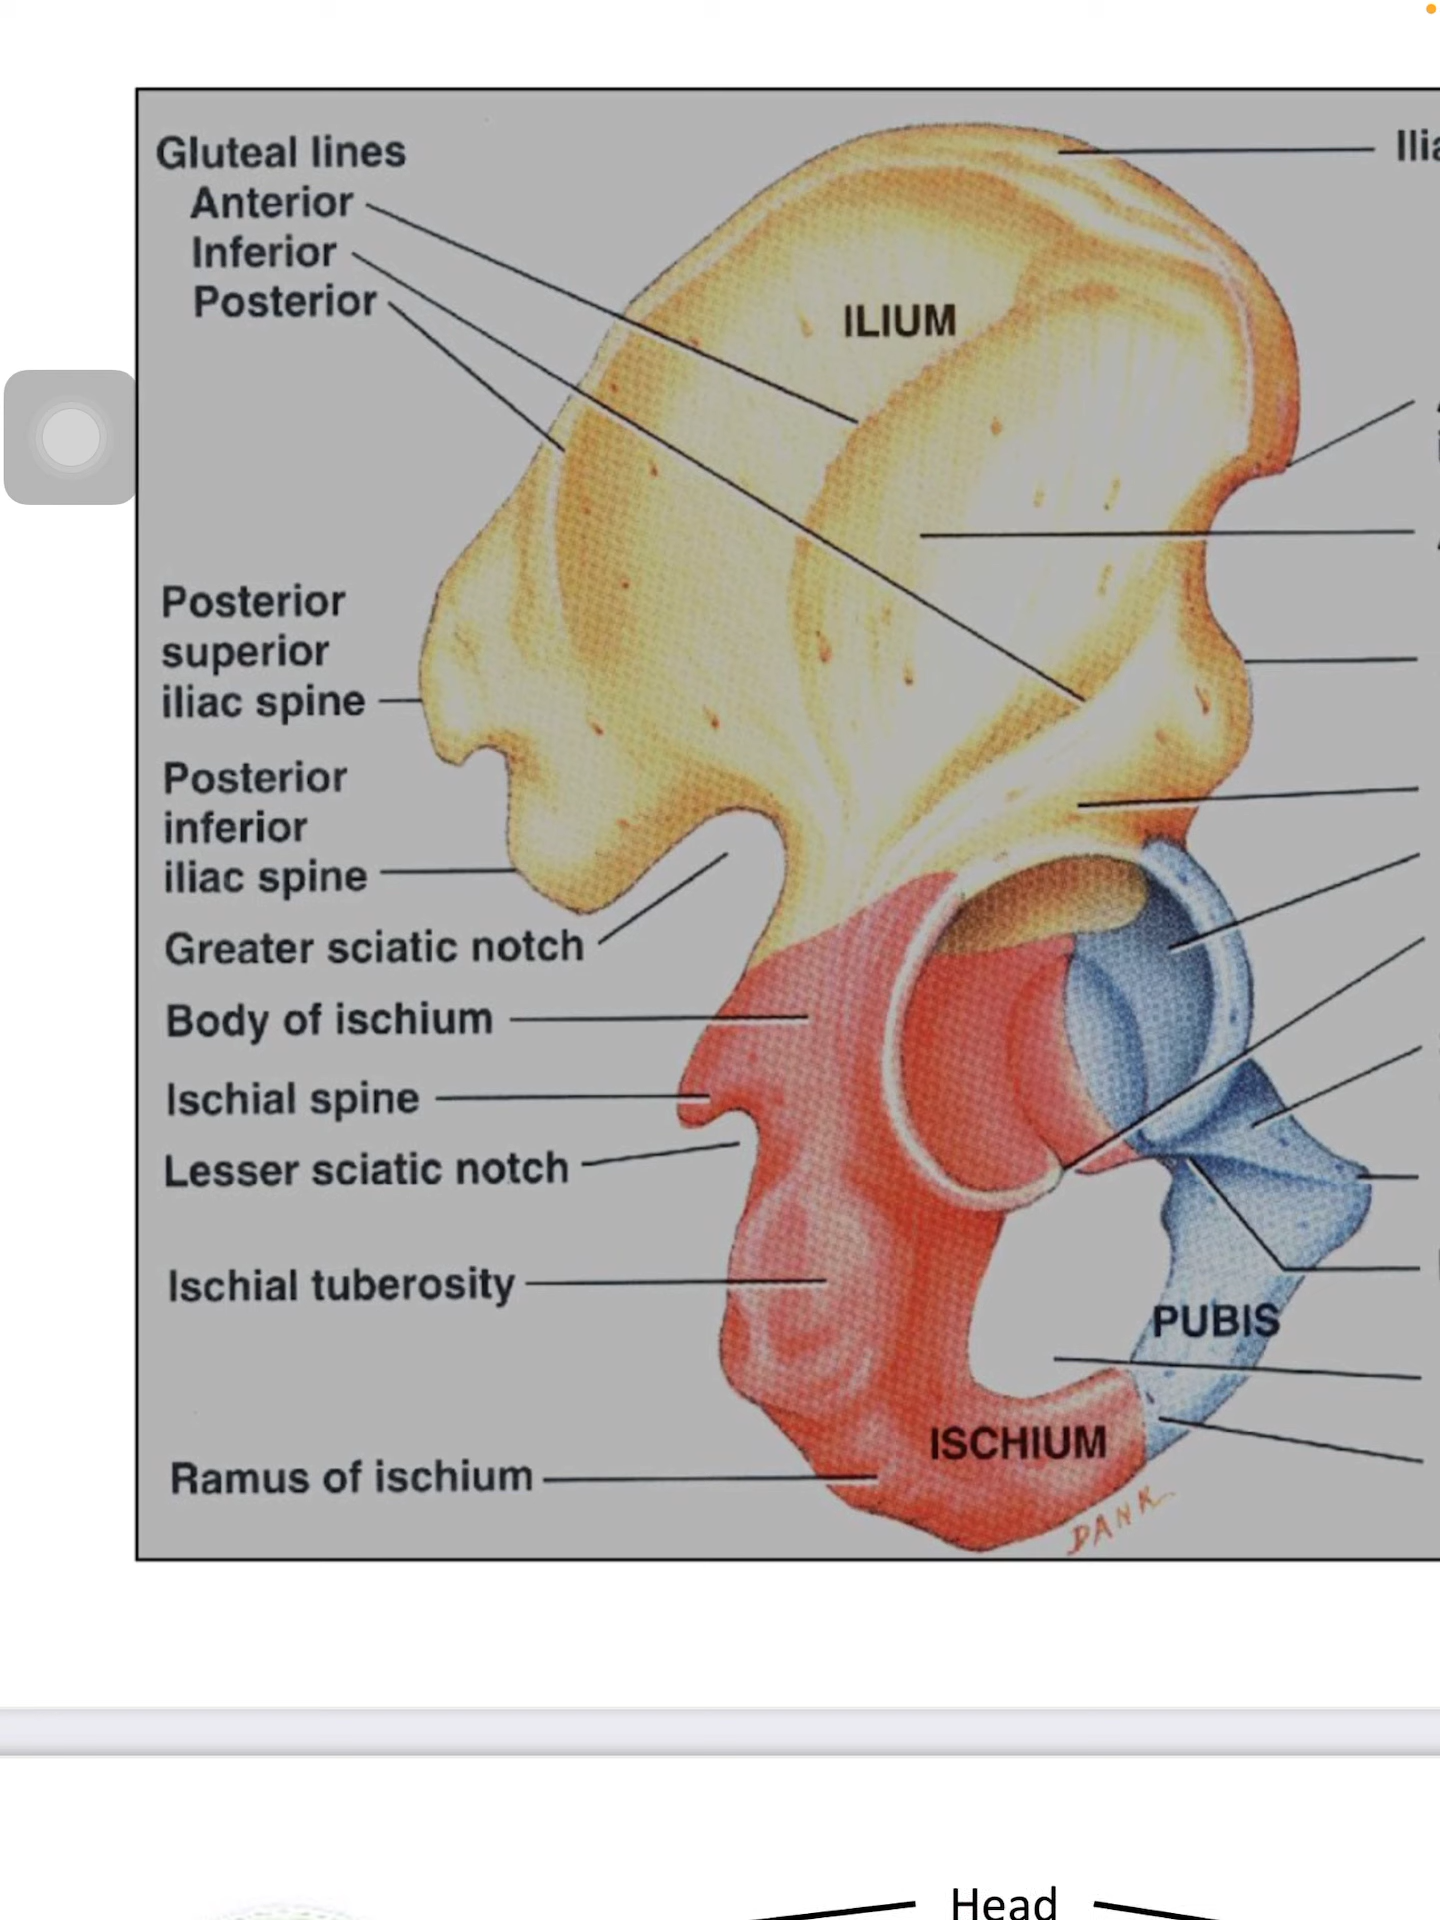 Gluteal lines
Anterior
Inferior
Posterior
ILIUM
Posterior
superior
iliac spine
Posterior
inferior
iliac spine
Greater sciatic notch
Body of ischium
Ischial spine
Lesser sciatic notch
Ischial tuberosity
PUBIS
ISCHIUM
Ramus of ischium
DANK
Head